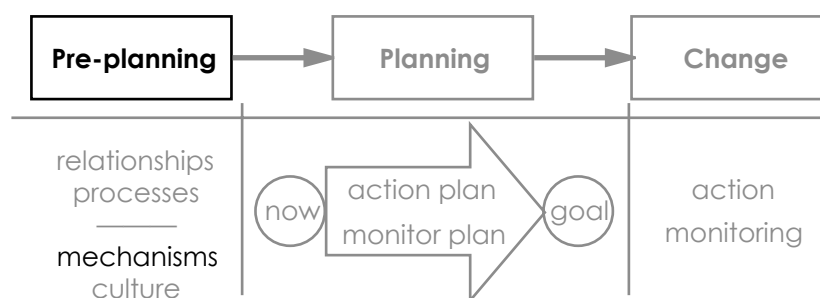 Pre-planning
Planning
Change
relationships
processes
mechanisms
culture
now
action plan
monitor plan
goal
action
monitoring